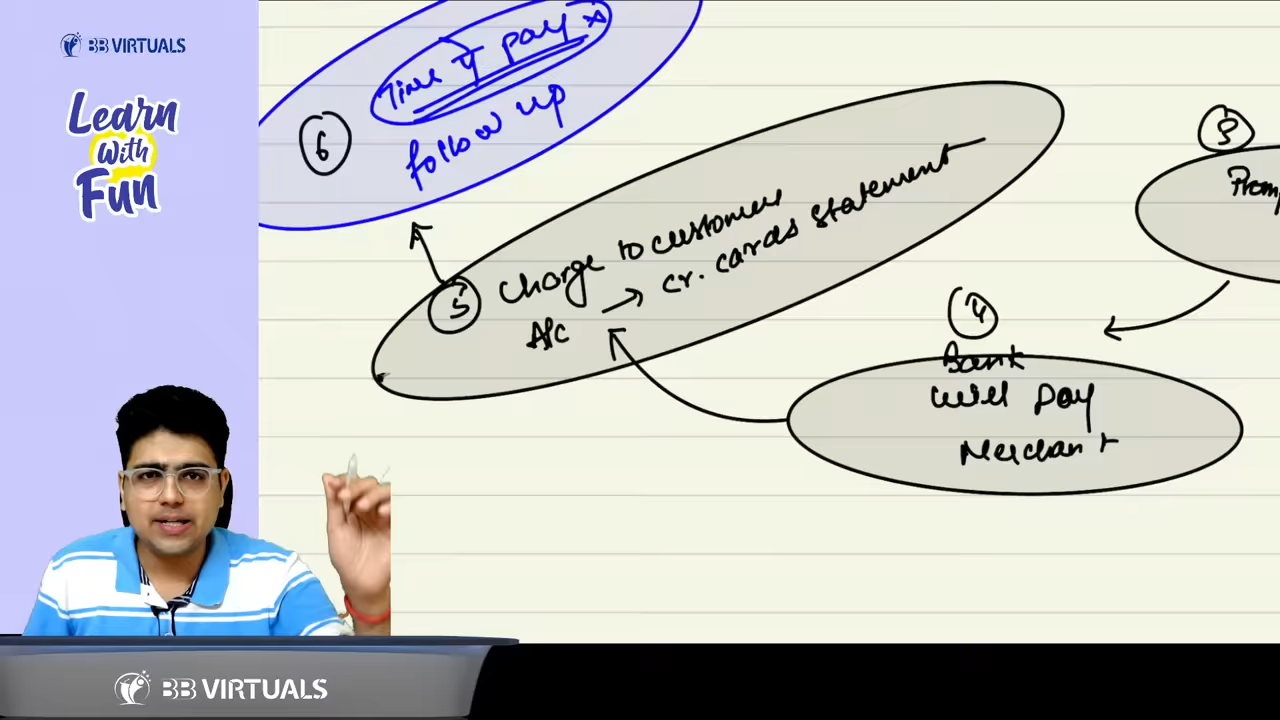 BB VIRTUALS
Learn
with
Fun
6
Time of pay
follow up
5
Charge to customers
A/C → cr. cards statement
3
4
Bank
will pay
Merchant
BB VIRTUALS